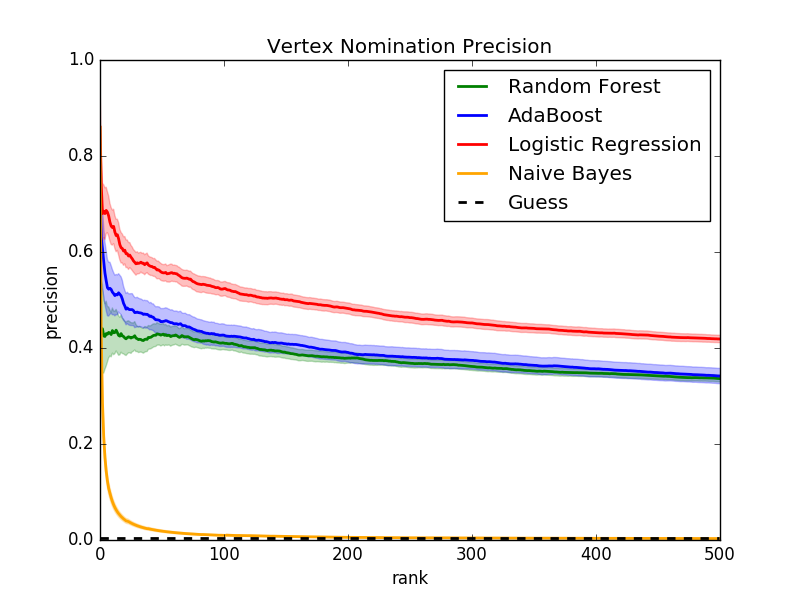 Vertex Nomination Precision
1.0
0.8
0.6
0.4
0.2
0.0
precision
Random Forest
AdaBoost
Logistic Regression
Naive Bayes
Guess
0 100 200 300 400 500
rank